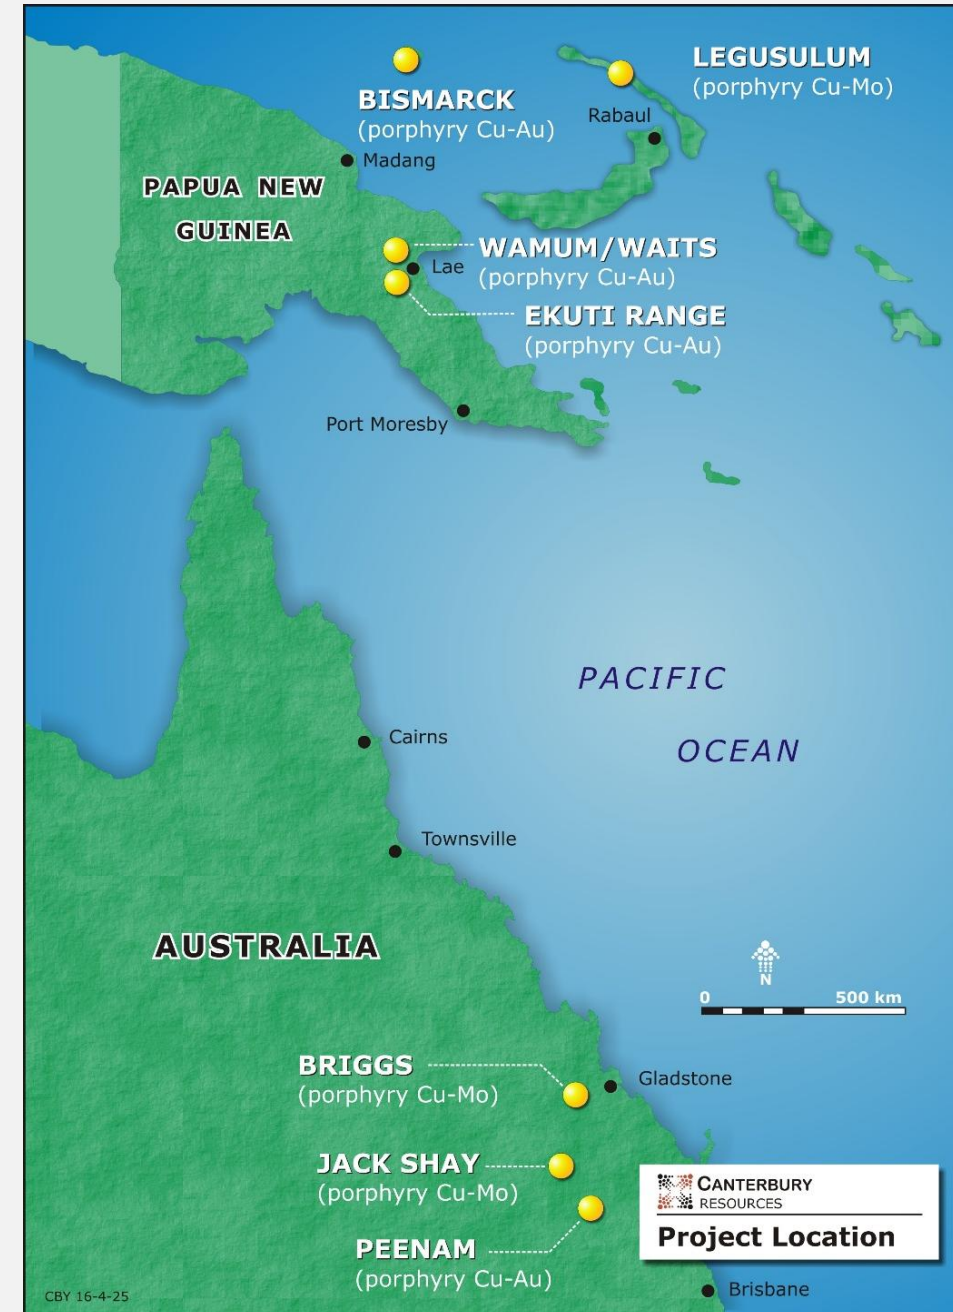 LEGUSULUM
(porphyry Cu-Mo)
BISMARCK
(porphyry Cu-Au)
Rabaul
Madang
PAPUA NEW
GUINEA
WAMUM/WAITS
(porphyry Cu-Au)
Lae
EKUTI RANGE
(porphyry Cu-Au)
Port Moresby
PACIFIC
OCEAN
Cairns
Townsville
AUSTRALIA
N
0 500 km
BRIGGS
(porphyry Cu-Mo)
Gladstone
JACK SHAY
(porphyry Cu-Mo)
CANTERBURY
RESOURCES
Project Location
PEENAM
(porphyry Cu-Au)
Brisbane
CBY 16-4-25